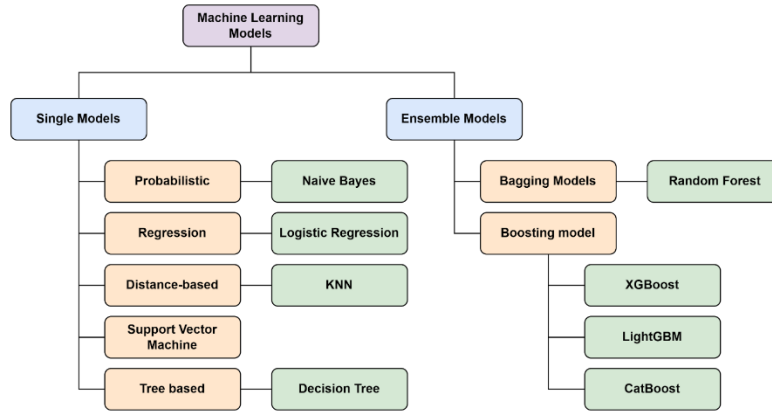 Machine Learning
Models
Single Models
Ensemble Models
Probabilistic
Naive Bayes
Bagging Models
Random Forest
Regression
Logistic Regression
Boosting model
Distance-based
KNN
XGBoost
Support Vector
Machine
LightGBM
Tree based
Decision Tree
CatBoost